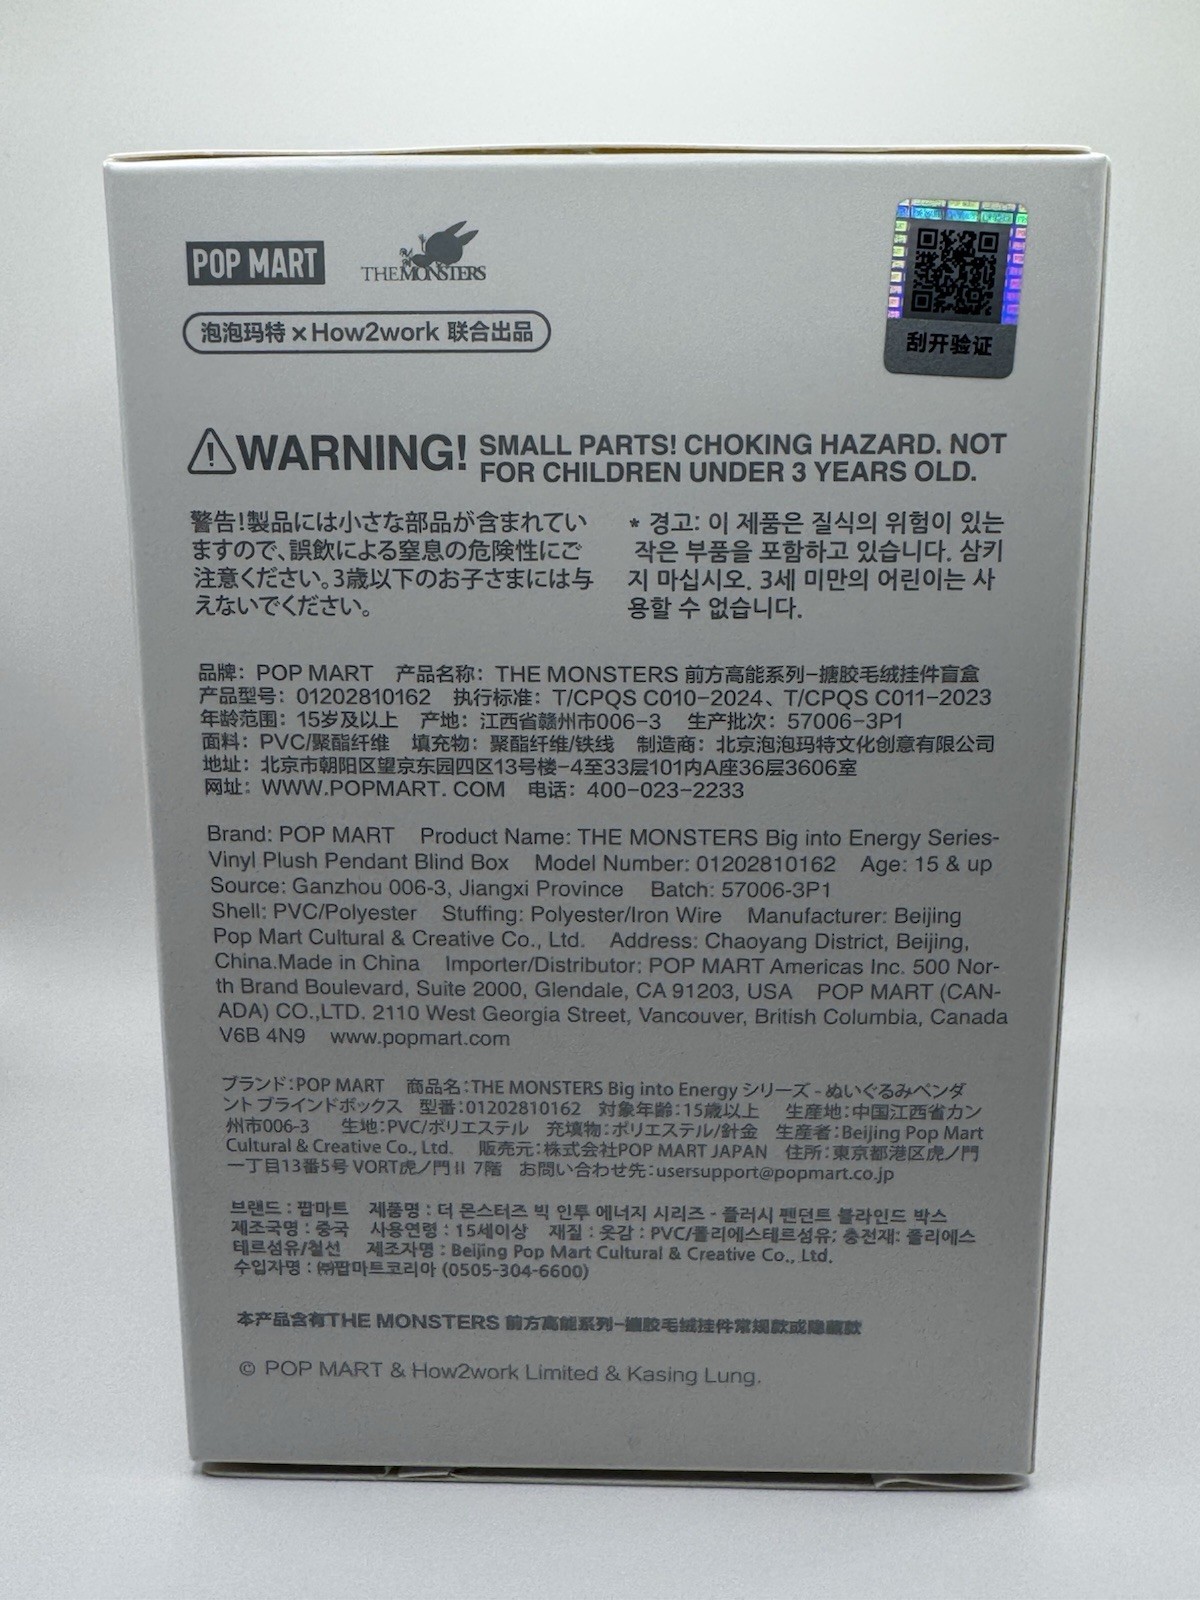 POP MART
THE MONSTERS
泡泡玛特×How2work 联合出品
刮开验证
WARNING! SMALL PARTS! CHOKING HAZARD. NOT
FOR CHILDREN UNDER 3 YEARS OLD.
警告!製品には小さな部品が含まれてい
ますので、誤飲による窒息の危険性にご
注意ください。3歳以下のお子さまには与
えないでください。
* 경고: 이 제품은 질식의 위험이 있는
작은 부품을 포함하고 있습니다. 삼키
지 마십시오. 3세 미만의 어린이는 사
용할 수 없습니다.
品牌: POP MART 产品名称: THE MONSTERS 前方高能系列-搪胶毛绒挂件盲盒
产品型号: 01202810162 执行标准: T/CPQS C010-2024、T/CPQS C011-2023
年龄范围: 15岁及以上 产地: 江西省赣州市006-3 生产批次: 57006-3P1
面料: PVC/聚酯纤维 填充物: 聚酯纤维/铁线 制造商: 北京泡泡玛特文化创意有限公司
地址: 北京市朝阳区望京东园四区13号楼-4至33层101内A座36层3606室
网址: WWW.POPMART.COM 电话: 400-023-2233
Brand: POP MART Product Name: THE MONSTERS Big into Energy Series-
Vinyl Plush Pendant Blind Box Model Number: 01202810162 Age: 15 & up
Source: Ganzhou 006-3, Jiangxi Province Batch: 57006-3P1
Shell: PVC/Polyester Stuffing: Polyester/Iron Wire Manufacturer: Beijing
Pop Mart Cultural & Creative Co., Ltd. Address: Chaoyang District, Beijing,
China.Made in China Importer/Distributor: POP MART Americas Inc. 500 Nor-
th Brand Boulevard, Suite 2000, Glendale, CA 91203, USA POP MART (CAN-
ADA) CO.,LTD. 2110 West Georgia Street, Vancouver, British Columbia, Canada
V6B 4N9 www.popmart.com
ブランド:POP MART 商品名:THE MONSTERS Big into Energy シリーズ - ぬいぐるみペンダ
ント ブラインドボックス 型番:01202810162 対象年齢:15歳以上 生産地:中国江西省カン
州市006-3 生地:PVC/ポリエステル 充填物:ポリエステル/針金 生産者:Beijing Pop Mart
Cultural & Creative Co., Ltd. 販売元:株式会社POP MART JAPAN 住所:東京都港区虎ノ門
一丁目13番5号 VORT虎ノ門Ⅱ 7階 お問い合わせ先:usersupport@popmart.co.jp
브랜드 : 팝마트 제품명 : 더 몬스터즈 빅 인투 에너지 시리즈 - 플러시 펜던트 블라인드 박스
제조국명 : 중국 사용연령 : 15세이상 재질 : 옷감 : PVC/폴리에스테르섬유; 충전재: 폴리에스
테르섬유/철선 제조자명 : Beijing Pop Mart Cultural & Creative Co., Ltd.
수입자명 : ㈜팝마트코리아 (0505-304-6600)
本产品含有THE MONSTERS 前方高能系列-搪胶毛绒挂件常规款或隐藏款
© POP MART & How2work Limited & Kasing Lung.